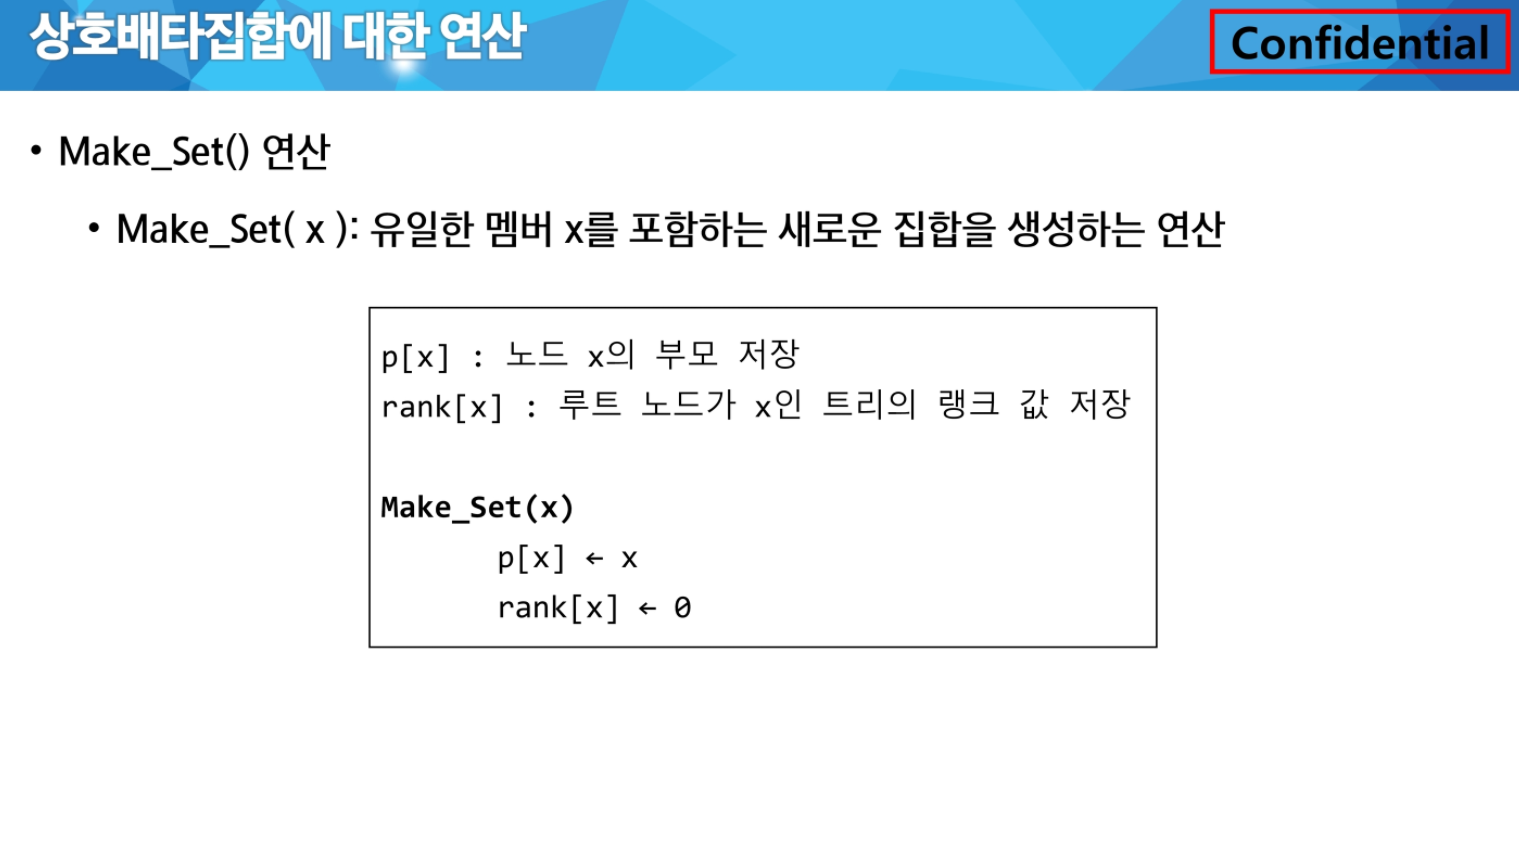 상호배타집합에 대한 연산
Confidential
• Make_Set() 연산
• Make_Set( x ): 유일한 멤버 x를 포함하는 새로운 집합을 생성하는 연산
p[x] : 노드 x의 부모 저장
rank[x] : 루트 노드가 x인 트리의 랭크 값 저장
Make_Set(x)
p[x] ← x
rank[x] ← 0